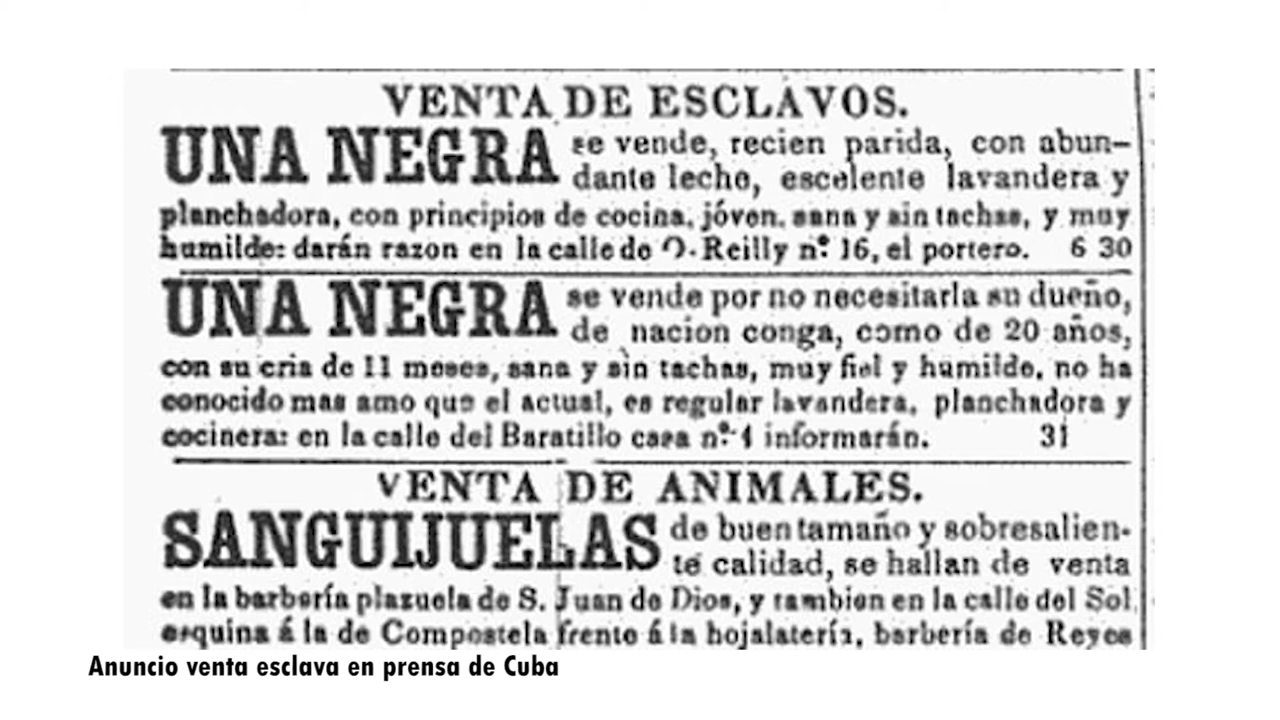 VENTA DE ESCLAVOS.
UNA NEGRA se vende, recien parida, con abun-
dante leche, escelente lavandera y
planchadora, con principios de cocina, jóven, sana y sin tachas, y muy
humilde: darán razon en la calle de O-Reilly n.º 16, el portero. 6 30
UNA NEGRA se vende por no necesitarla su dueño,
de nacion conga, como de 20 años,
con su cria de 11 meses, sana y sin tachas, muy fiel y humilde, no ha
conocido mas amo que el actual, es regular lavandera, planchadora y
cocinera: en la calle del Baratillo casa n.º 4 informarán. 31
VENTA DE ANIMALES.
SANGUIJUELAS de buen tamaño y sobresalien-
te calidad, se hallan de venta
en la barbería plazuela de S. Juan de Dios, y tambien en la calle del Sol
esquina á la de Compostela frente á la hojalatería, barbería de Reyes
Anuncio venta esclava en prensa de Cuba